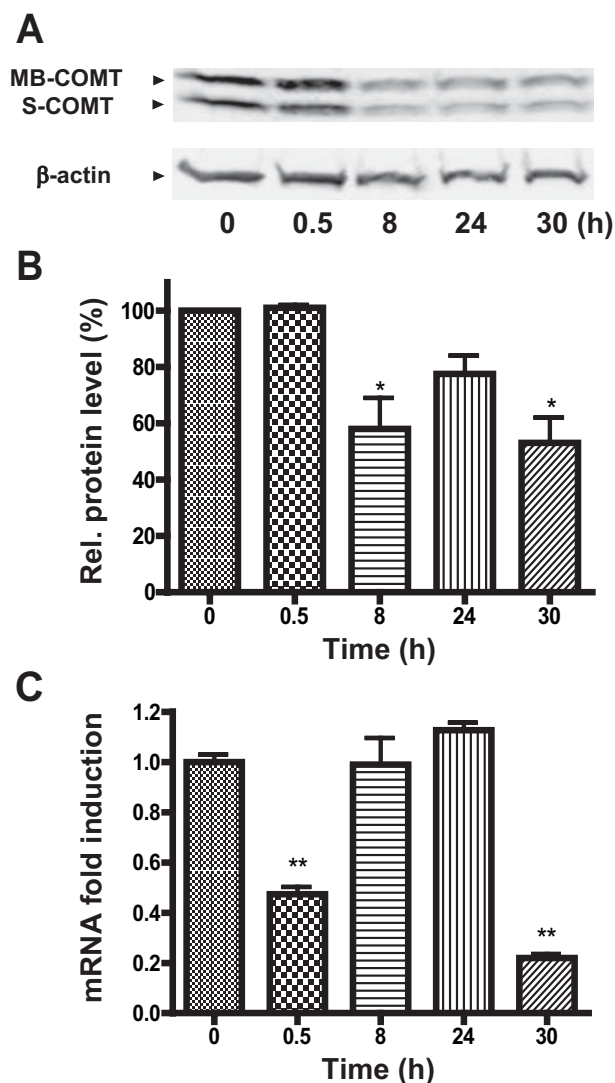 A
MB-COMT
S-COMT
β-actin
0 0.5 8 24 30 (h)
B
Rel. protein level (%)
100
80
60
40
20
0
* *
0 0.5 8 24 30
Time (h)
C
mRNA fold induction
1.2
1.0
0.8
0.6
0.4
0.2
0.0
** **
0 0.5 8 24 30
Time (h)